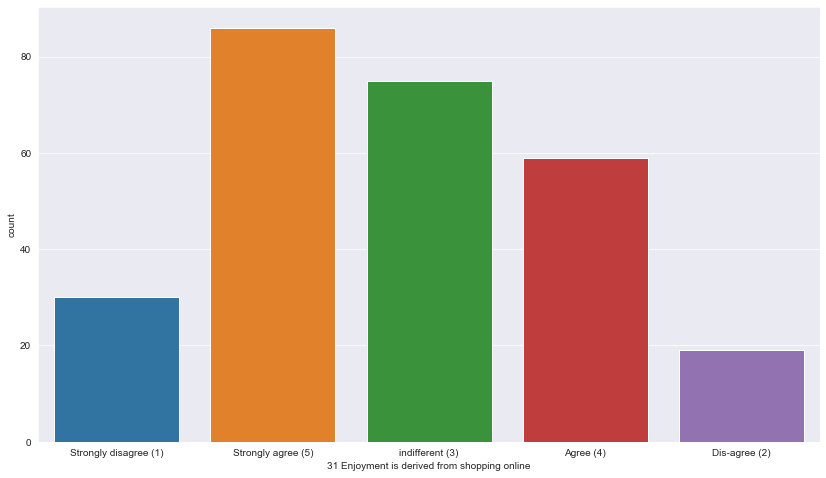 80
60
40
20
0
count
Strongly disagree (1) Strongly agree (5) indifferent (3) Agree (4) Dis-agree (2)
31 Enjoyment is derived from shopping online